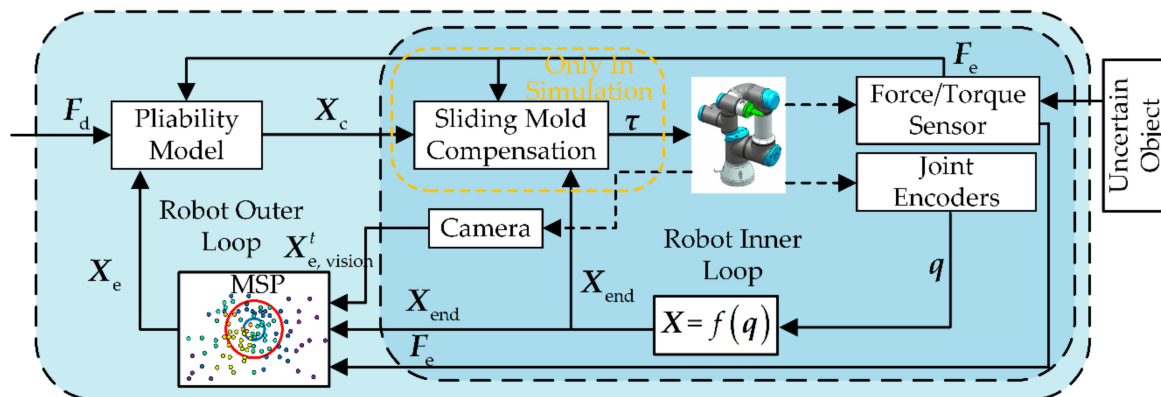 F_e
Only In
Simulation
F_d
Pliability
Model
X_c
Sliding Mold
Compensation
τ
Force/Torque
Sensor
Uncertain
Object
Joint
Encoders
Robot Outer
Loop
Camera
Robot Inner
Loop
X^t_{e, vision}
X_e
MSP
X_end
X_end
q
X = f(q)
F_e